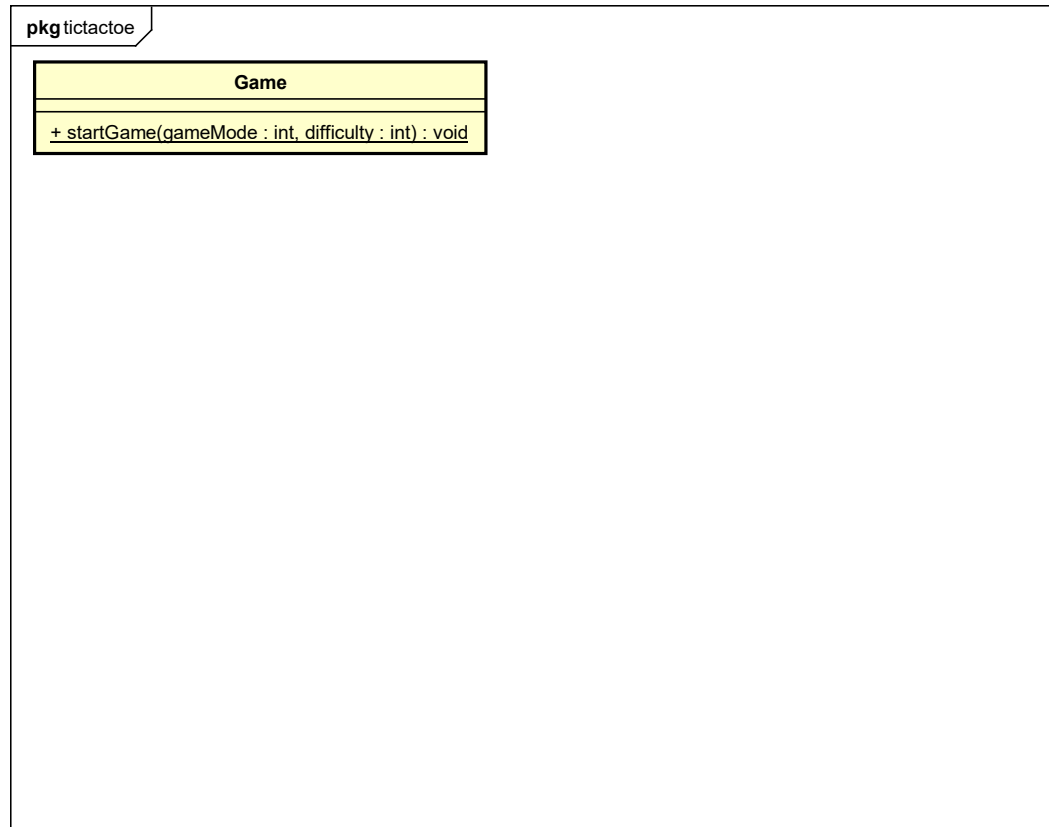 pkg tictactoe
Game
+ startGame(gameMode : int, difficulty : int) : void